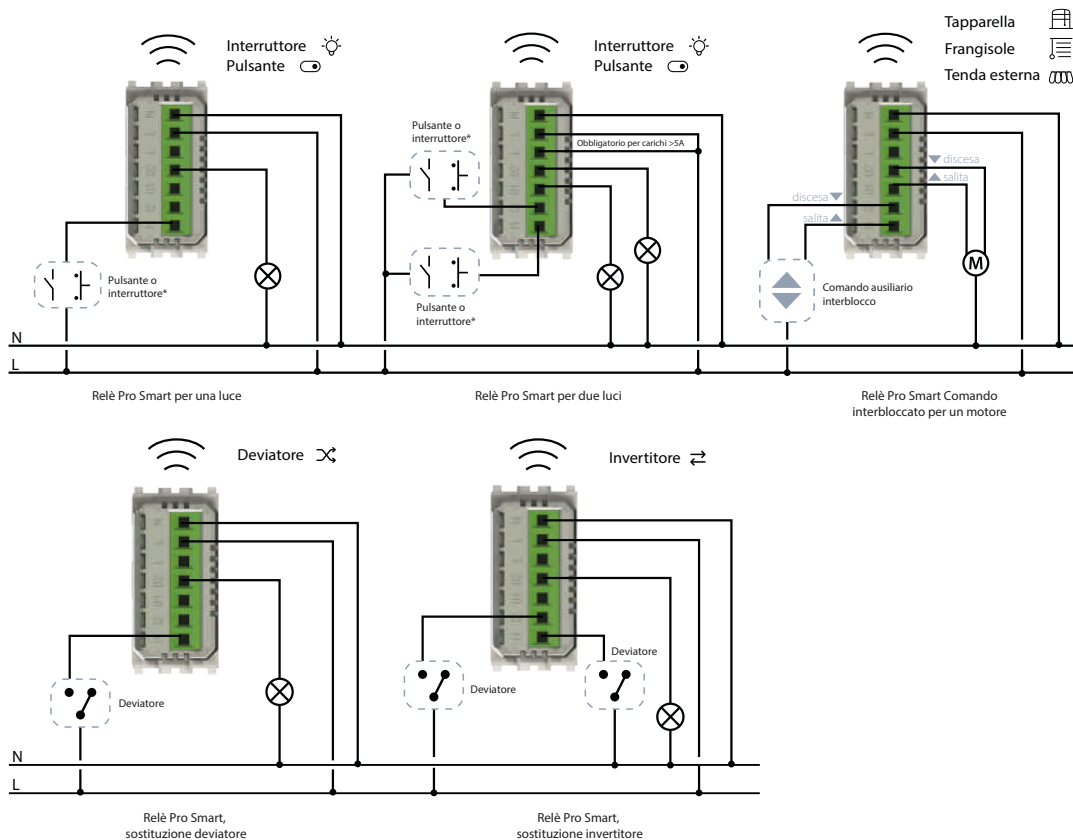 Interruttore
Pulsante
Pulsante o
interruttore*
Relè Pro Smart per una luce
Interruttore
Pulsante
Pulsante o
interruttore*
Obbligatorio per carichi >5A
Pulsante o
interruttore*
Relè Pro Smart per due luci
Tapparella
Frangisole
Tenda esterna
discesa
salita
discesa
salita
M
Comando ausiliario
interblocco
Relè Pro Smart Comando
interbloccato per un motore
N
L
Deviatore
Deviatore
Relè Pro Smart,
sostituzione deviatore
Invertitore
Deviatore
Deviatore
Relè Pro Smart,
sostituzione invertitore
N
L